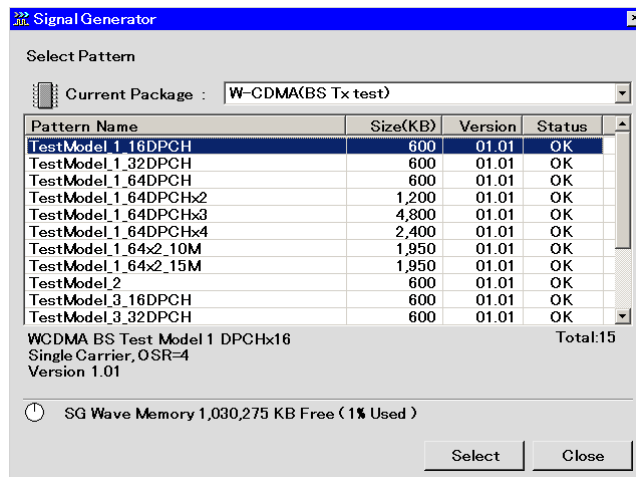 Signal Generator
Select Pattern
Current Package : W-CDMA(BS Tx test)
Pattern Name Size(KB) Version Status
TestModel_1_16DPCH 600 01.01 OK
TestModel_1_32DPCH 600 01.01 OK
TestModel_1_64DPCH 600 01.01 OK
TestModel_1_64DPCHx2 1,200 01.01 OK
TestModel_1_64DPCHx3 4,800 01.01 OK
TestModel_1_64DPCHx4 2,400 01.01 OK
TestModel_1_64x2_10M 1,950 01.01 OK
TestModel_1_64x2_15M 1,950 01.01 OK
TestModel_2 600 01.01 OK
TestModel_3_16DPCH 600 01.01 OK
TestModel_3_32DPCH 600 01.01 OK
WCDMA BS Test Model 1 DPCHx16 Total:15
Single Carrier, OSR=4
Version 1.01
SG Wave Memory 1,030,275 KB Free ( 1% Used )
Select Close